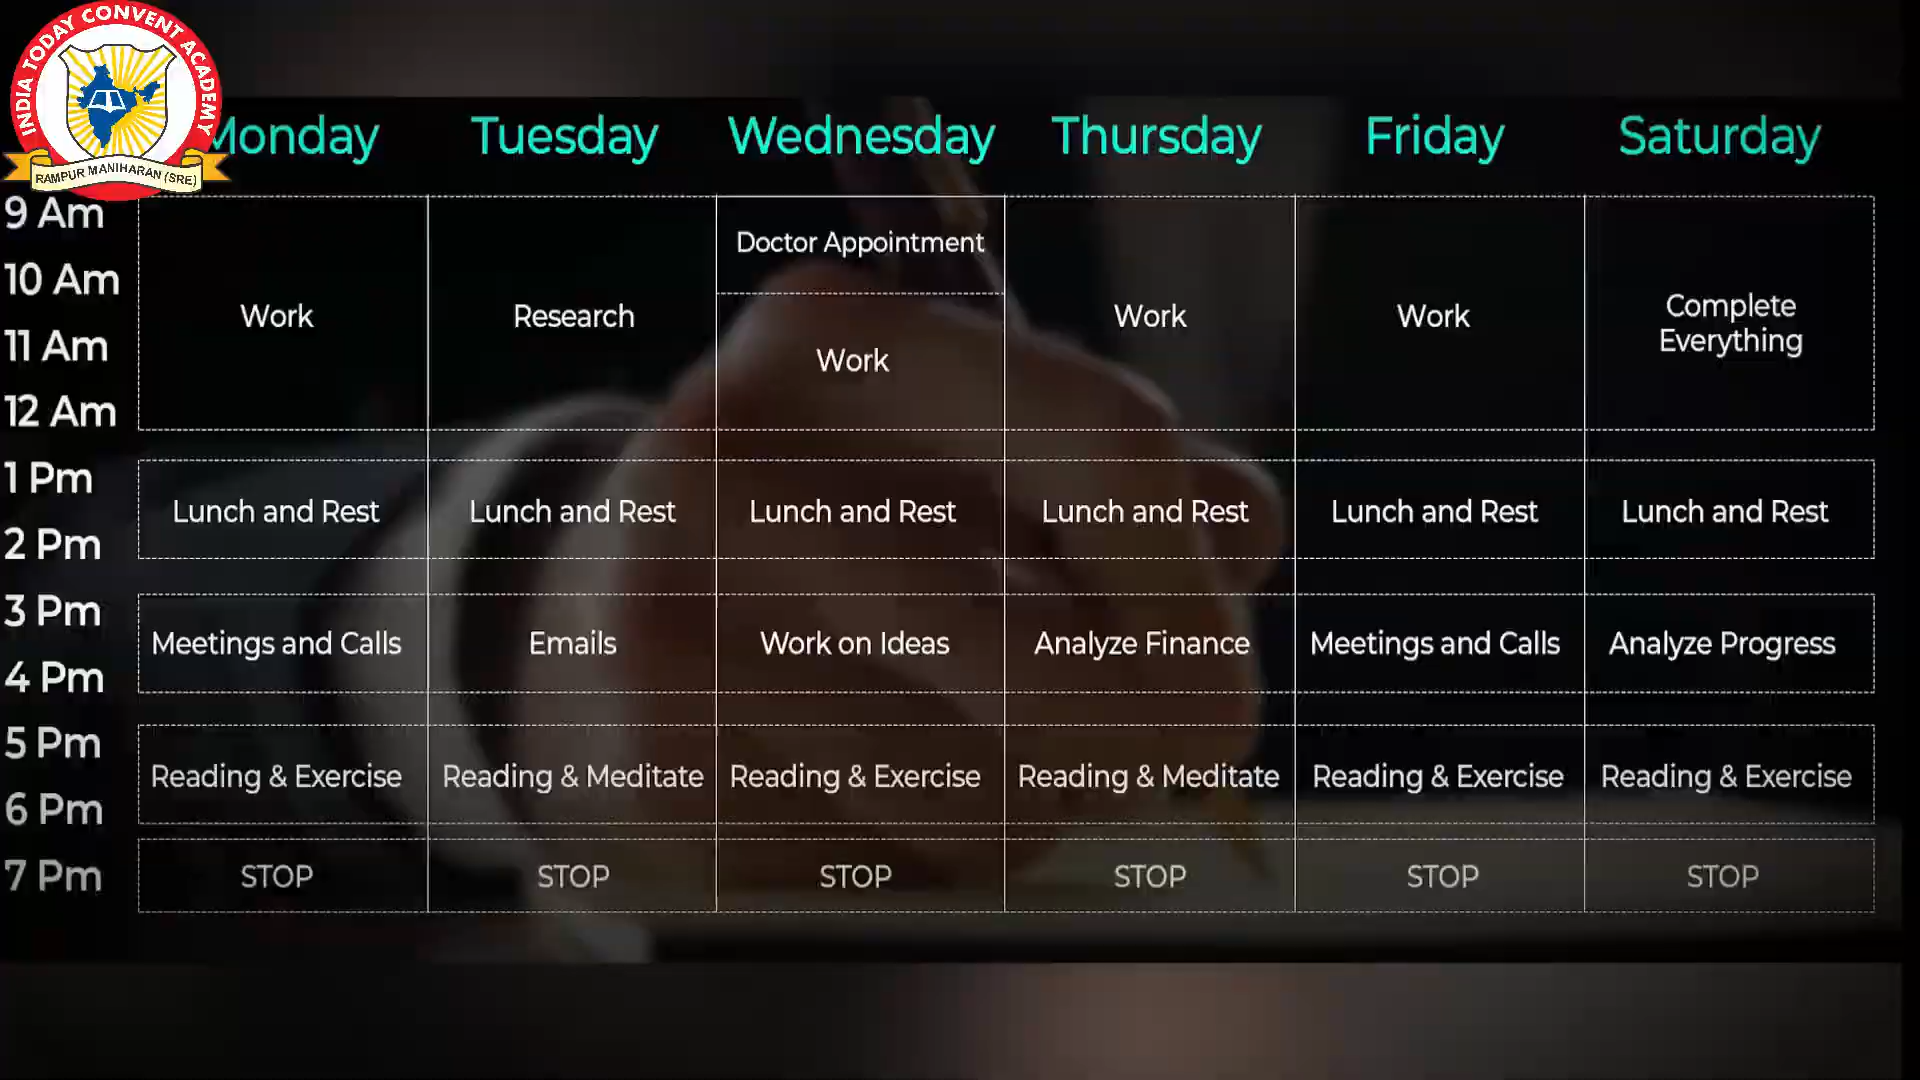 INDIA TODAY CONVENT ACADEMY
RAMPUR MANIHARAN (SRE)
Monday Tuesday Wednesday Thursday Friday Saturday
9 Am
Doctor Appointment
10 Am
Work Research Work Work Complete
Everything
11 Am
Work
12 Am
1 Pm
Lunch and Rest Lunch and Rest Lunch and Rest Lunch and Rest Lunch and Rest Lunch and Rest
2 Pm
3 Pm
Meetings and Calls Emails Work on Ideas Analyze Finance Meetings and Calls Analyze Progress
4 Pm
5 Pm
Reading & Exercise Reading & Meditate Reading & Exercise Reading & Meditate Reading & Exercise Reading & Exercise
6 Pm
7 Pm STOP STOP STOP STOP STOP STOP